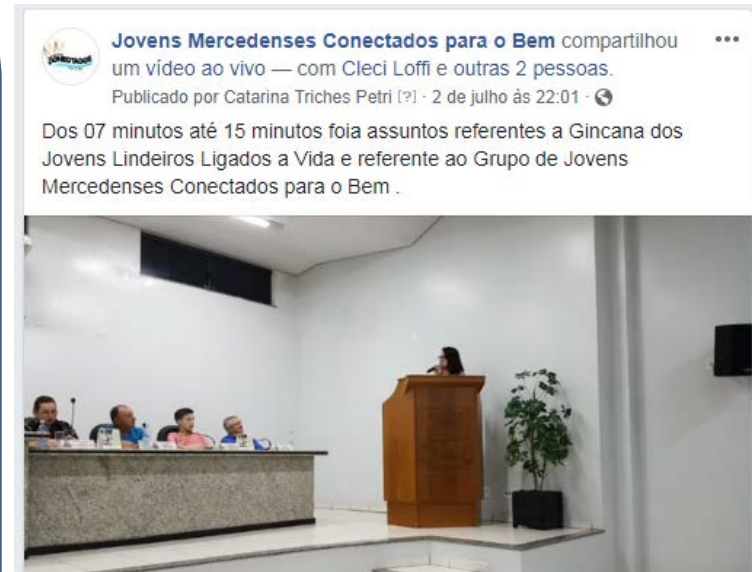 Jovens Mercedenses Conectados para o Bem compartilhou
um vídeo ao vivo — com Cleci Loffi e outras 2 pessoas.
Publicado por Catarina Triches Petri [?] · 2 de julho às 22:01 ·
Dos 07 minutos até 15 minutos foia assuntos referentes a Gincana dos
Jovens Lindeiros Ligados a Vida e referente ao Grupo de Jovens
Mercedenses Conectados para o Bem .